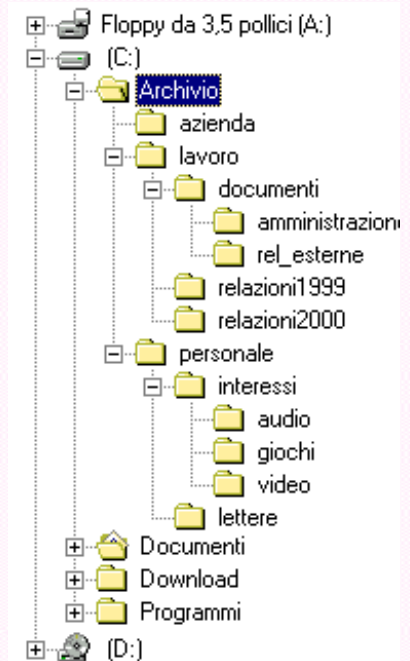 Floppy da 3,5 pollici (A:)
(C:)
Archivio
azienda
lavoro
documenti
amministrazion
rel_esterne
relazioni1999
relazioni2000
personale
interessi
audio
giochi
video
lettere
Documenti
Download
Programmi
(D:)